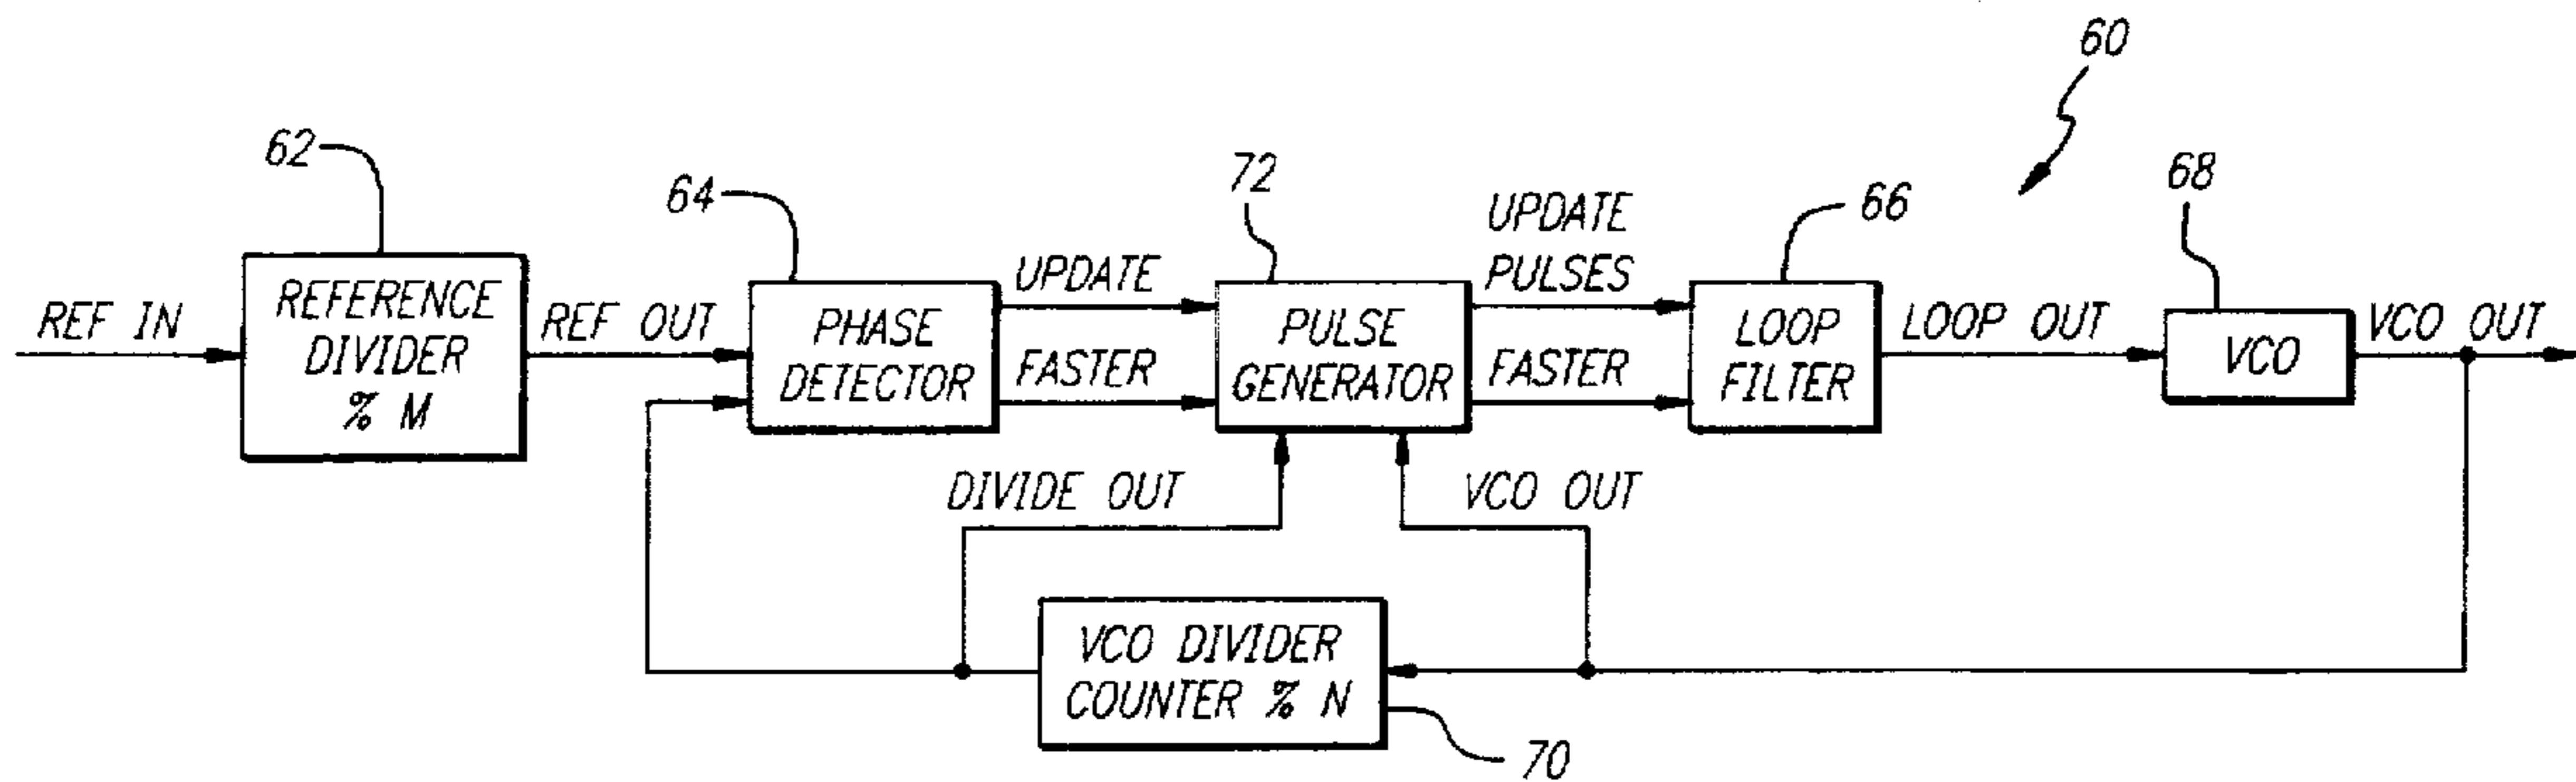 60
62
64
72
66
68
REF IN
REFERENCE
DIVIDER
% M
REF OUT
PHASE
DETECTOR
UPDATE
FASTER
PULSE
GENERATOR
UPDATE
PULSES
FASTER
LOOP
FILTER
LOOP OUT
VCO
VCO OUT
DIVIDE OUT
VCO OUT
VCO DIVIDER
COUNTER % N
70